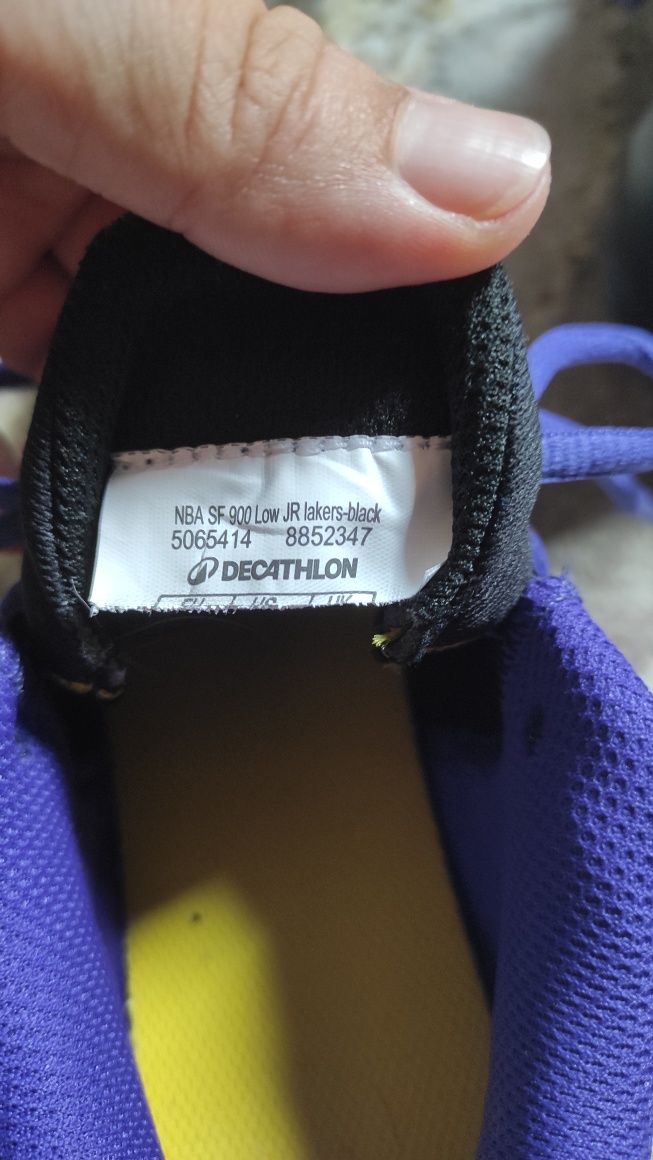 NBA SF 900 Low JR lakers-black
5065414 8852347
DECATHLON